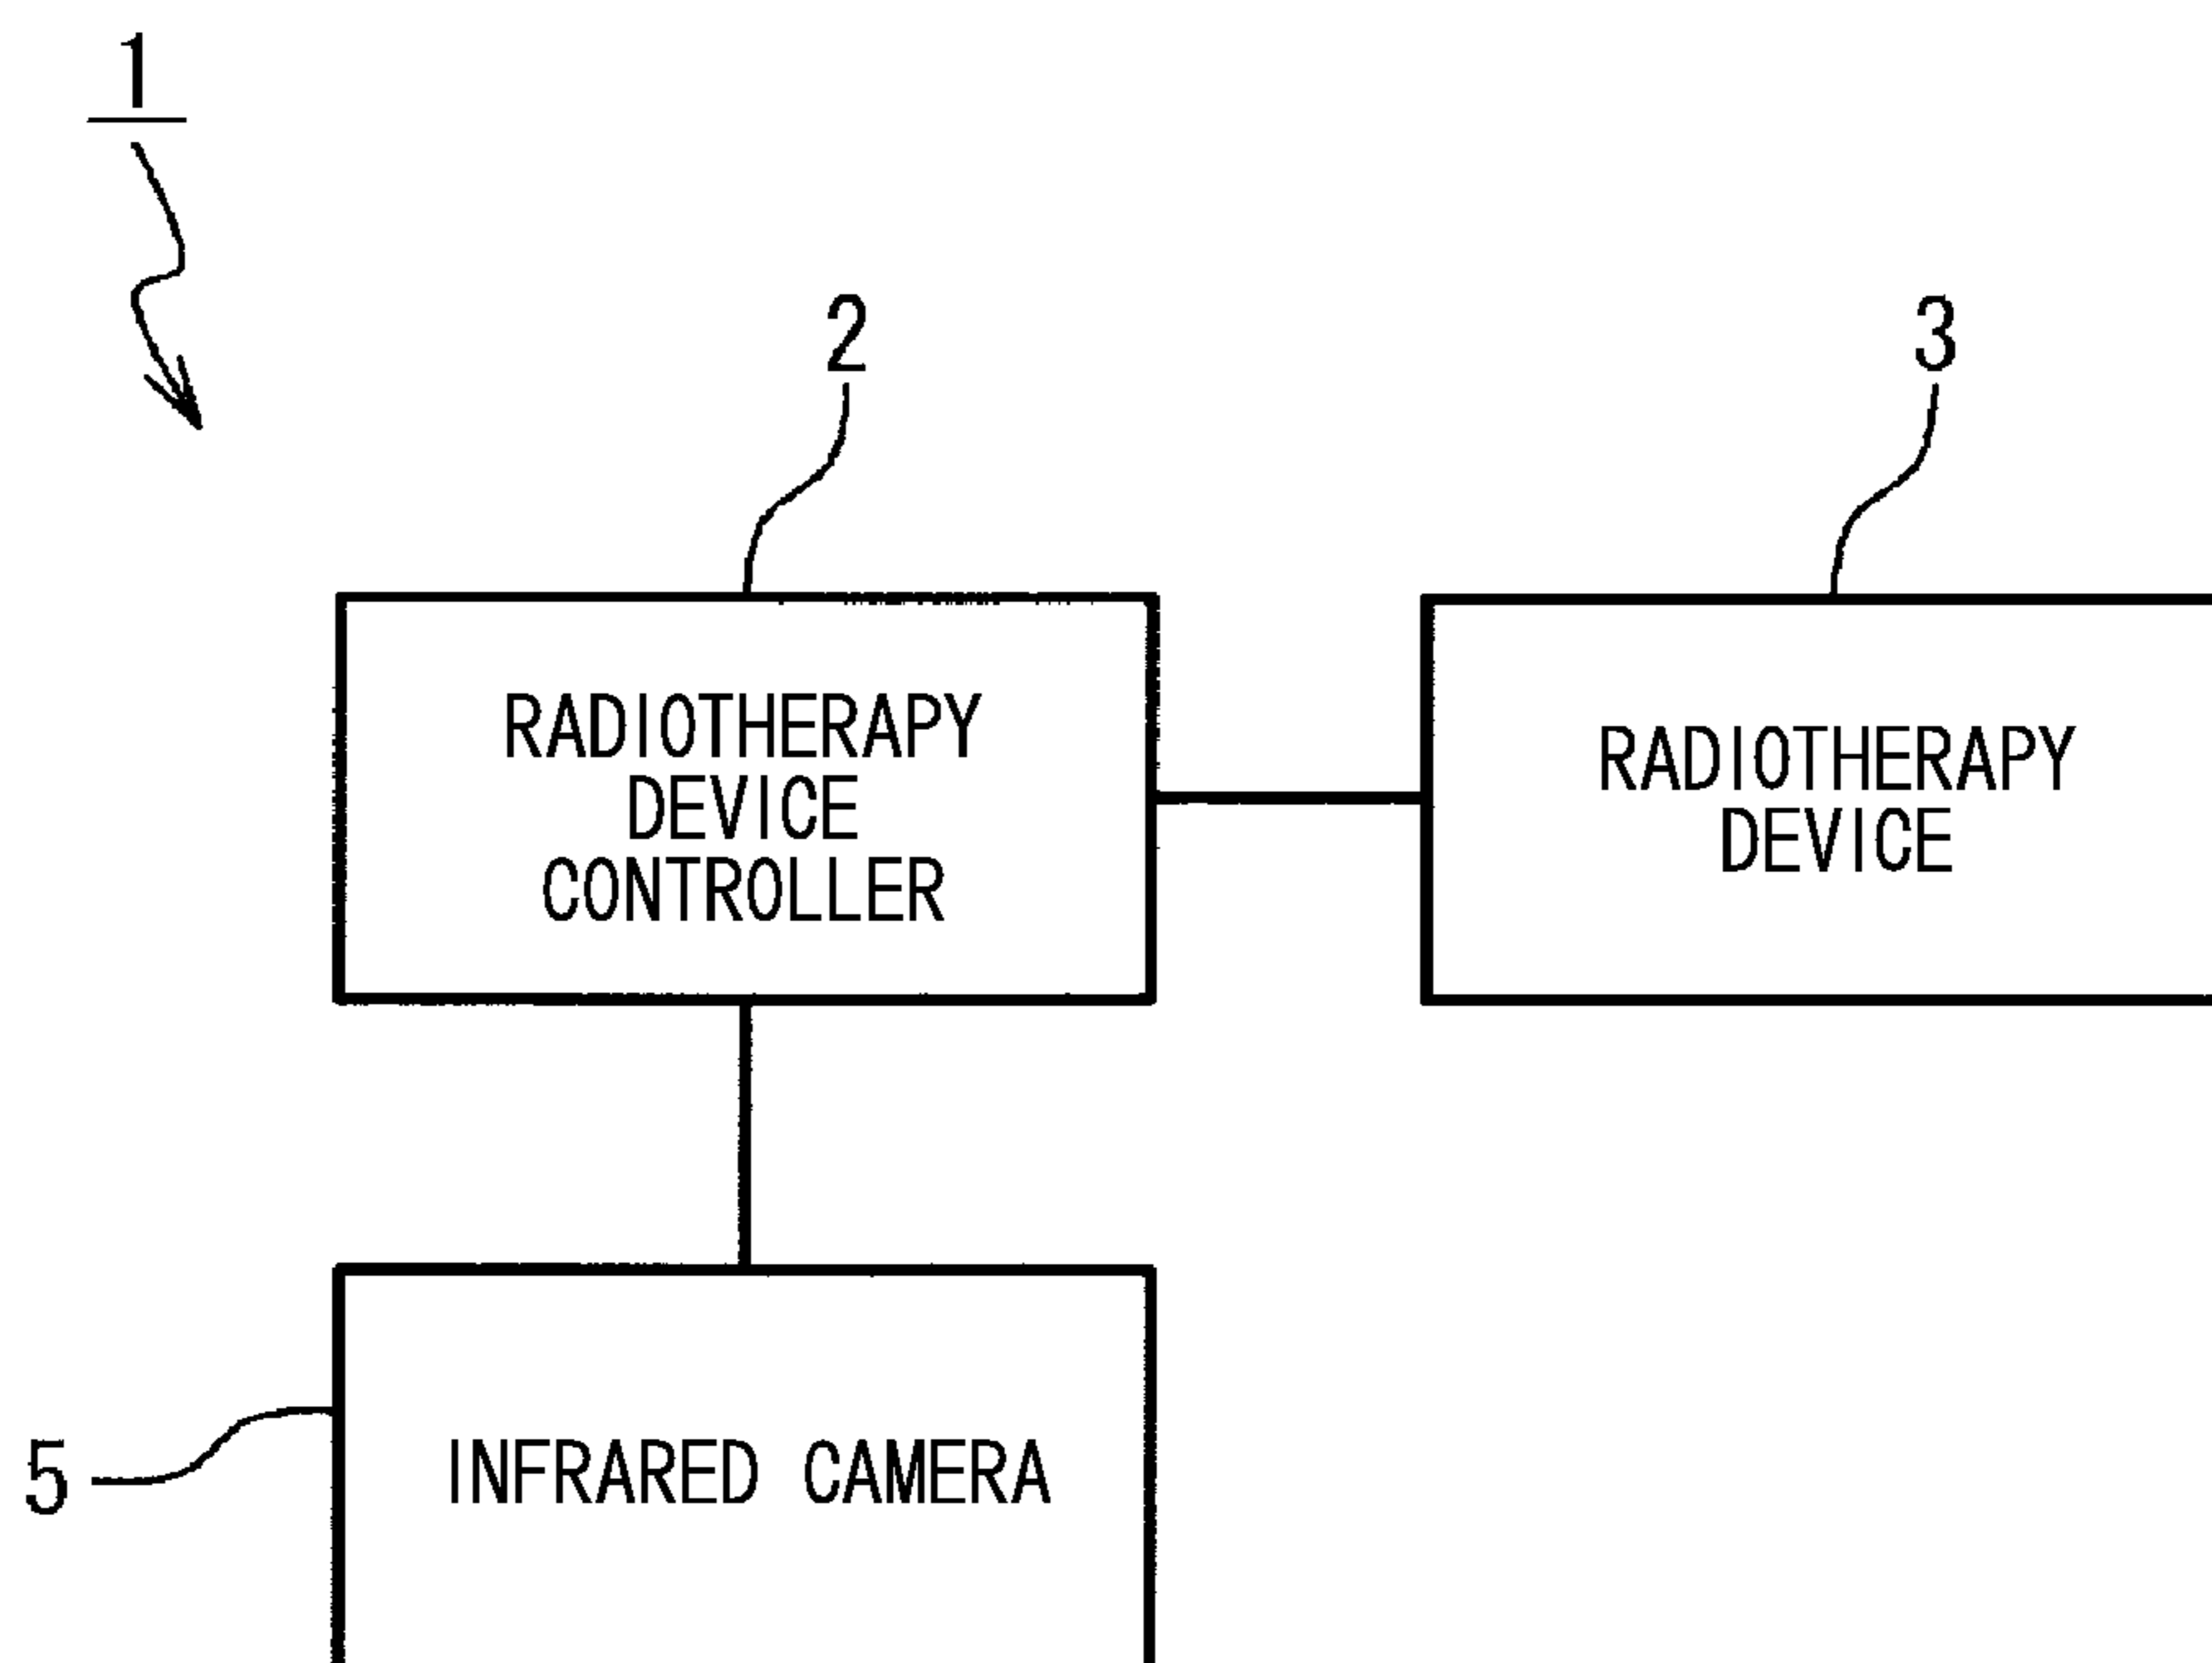 1
2
3
RADIOTHERAPY
DEVICE
CONTROLLER
RADIOTHERAPY
DEVICE
5
INFRARED CAMERA